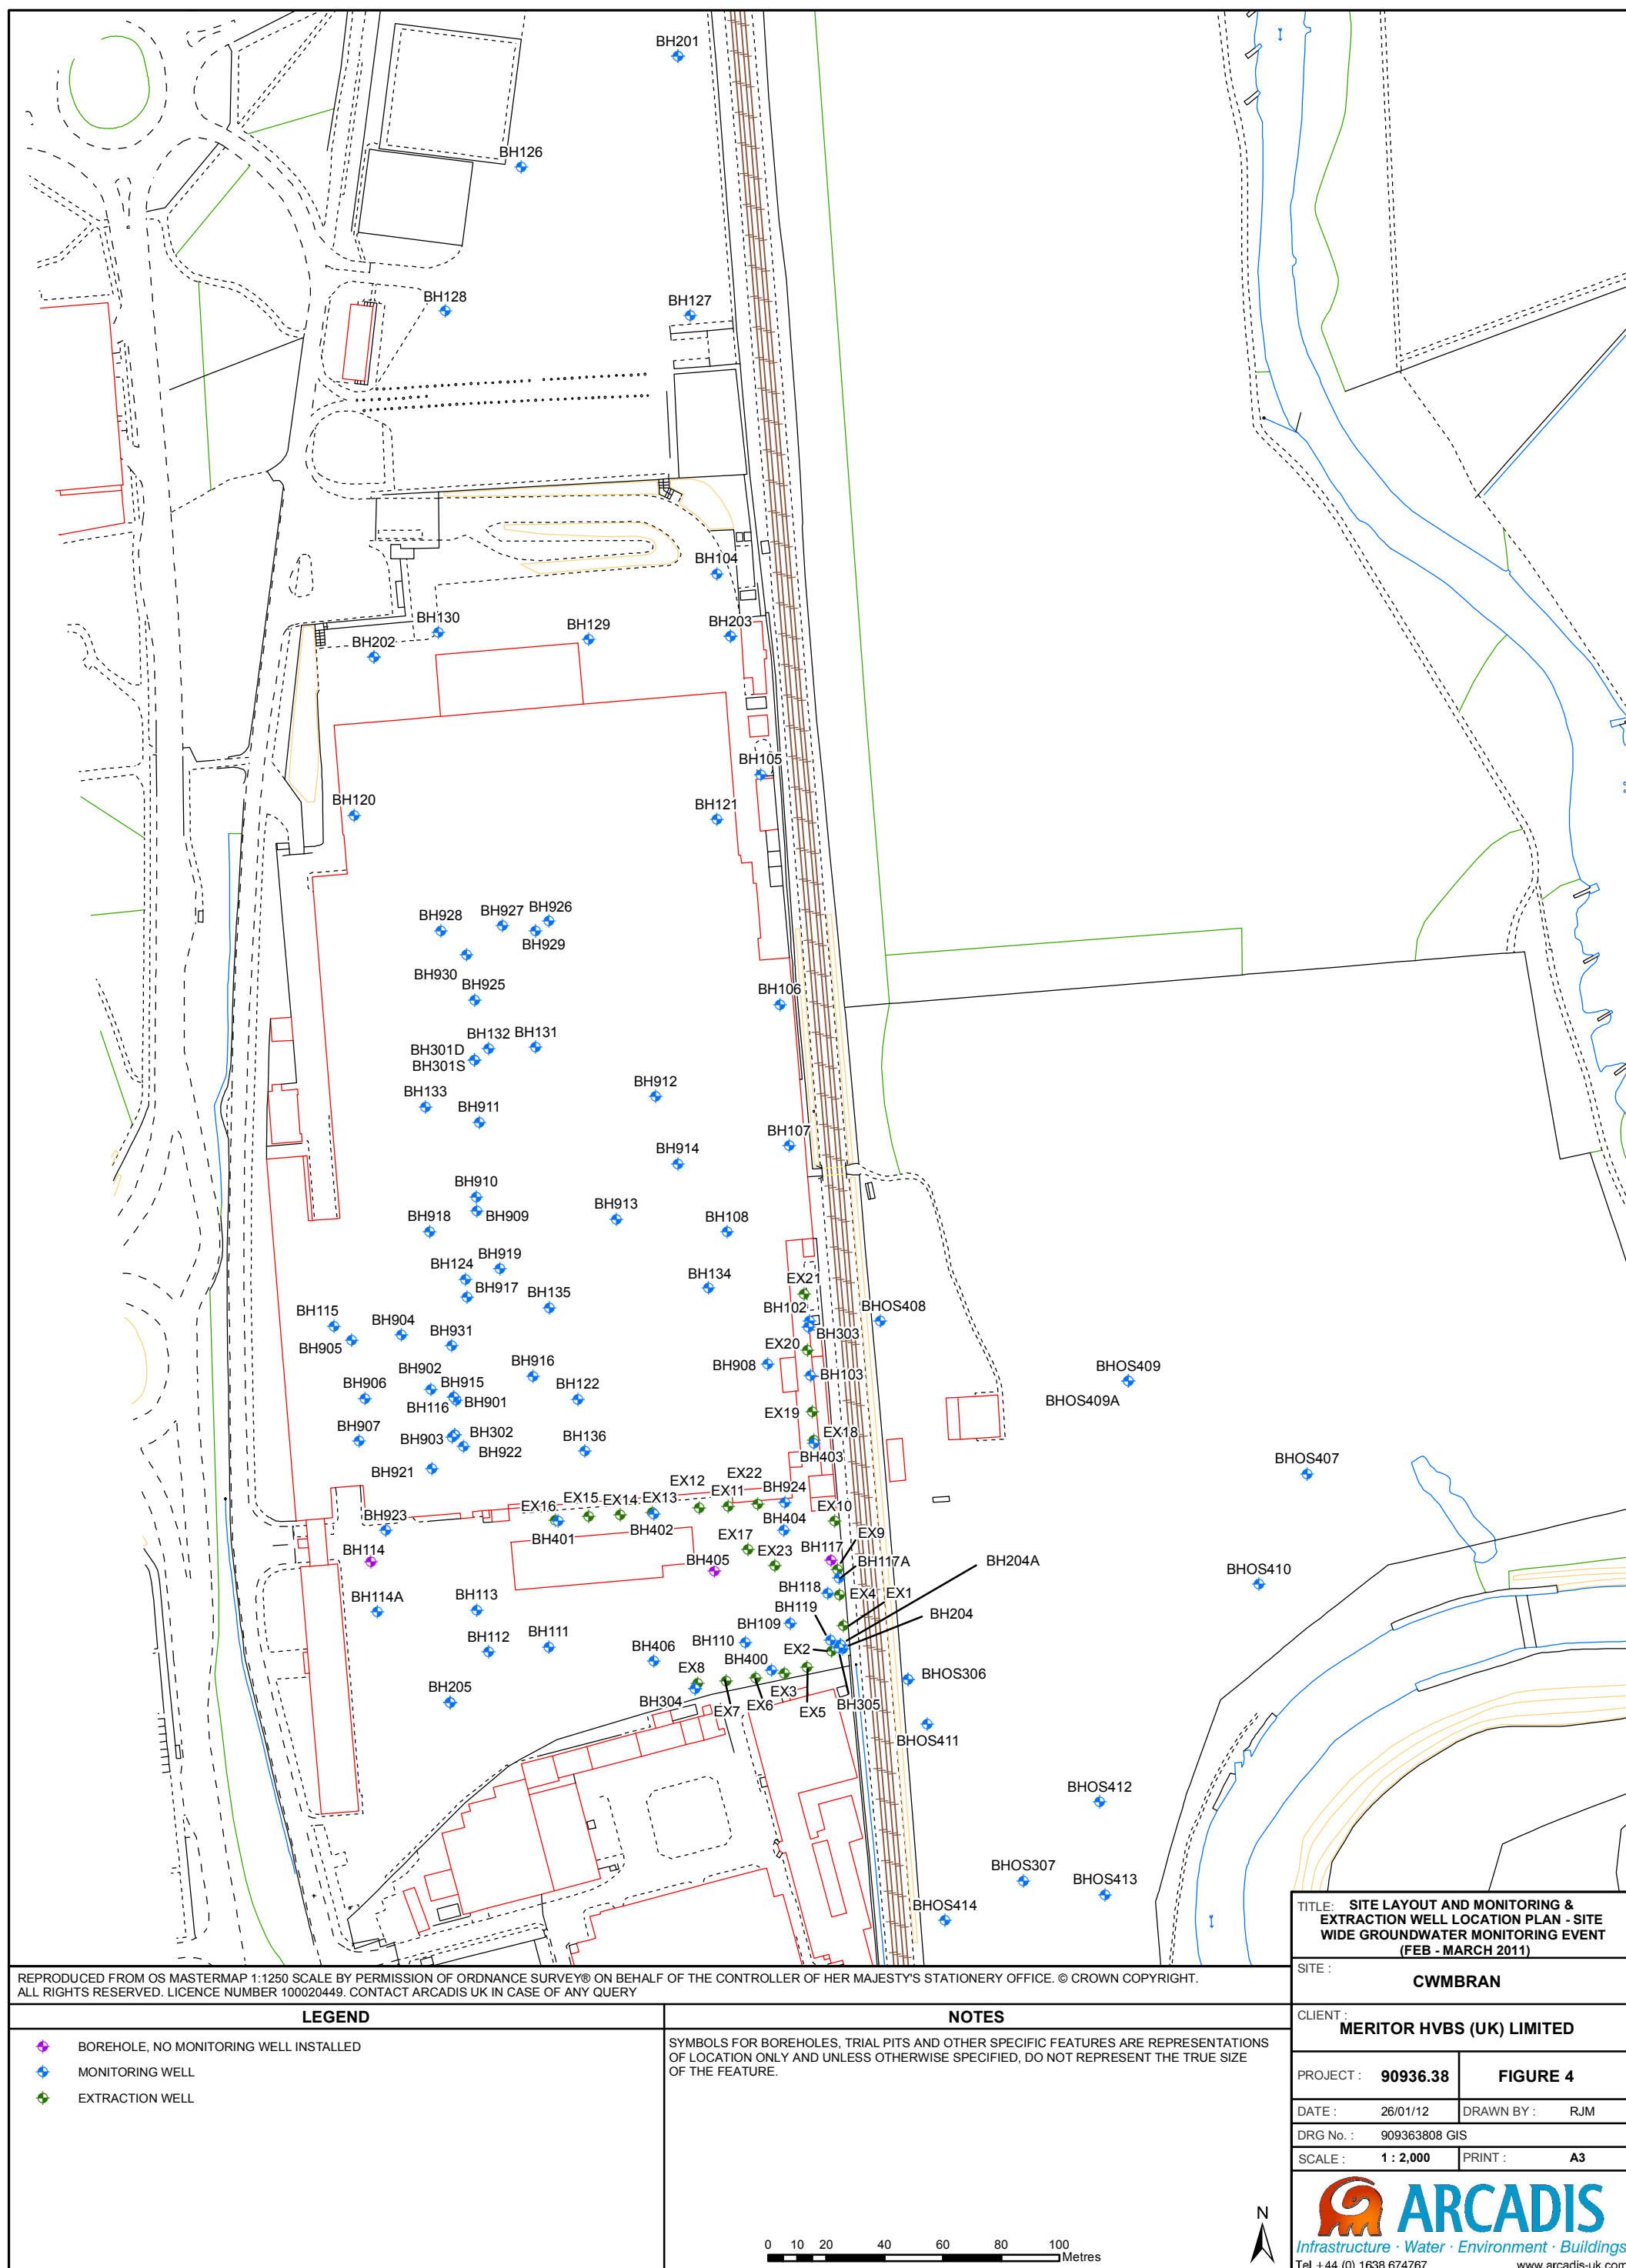 BH201
BH126
BH128
BH127
BH104
BH130
BH129
BH203
BH202
BH105
BH120
BH121
BH928
BH927
BH926
BH929
BH930
BH925
BH106
BH132
BH131
BH301D
BH301S
BH912
BH133
BH911
BH107
BH914
BH910
BH909
BH918
BH913
BH108
BH919
BH124
BH917
BH134
EX21
BH135
BH115
BH904
BH102
BHOS408
BH905
BH931
BH303
EX20
BH908
BH916
BH902
BH103
BHOS409
BH906
BH915
BH122
BHOS409A
BH116
BH901
EX19
BH907
BH903
BH302
BH136
EX18
BH922
BH403
BHOS407
BH921
EX12
EX22
EX16
EX15
EX14
EX13
EX11
BH924
EX10
BH923
BH401
BH402
BH404
EX9
BH114
EX17
EX23
BH117
BH405
BH117A
BH204A
BHOS410
BH114A
BH113
BH118
EX4
EX1
BH119
BH204
BH112
BH111
BH109
BH110
EX2
BH406
BH400
EX8
BHOS306
BH205
BH304
EX7
EX6
EX3
EX5
BH305
BHOS411
BHOS412
BHOS307
BHOS413
BHOS414
REPRODUCED FROM OS MASTERMAP 1:1250 SCALE BY PERMISSION OF ORDNANCE SURVEY® ON BEHALF OF THE CONTROLLER OF HER MAJESTY'S STATIONERY OFFICE. © CROWN COPYRIGHT.
ALL RIGHTS RESERVED. LICENCE NUMBER 100020449. CONTACT ARCADIS UK IN CASE OF ANY QUERY
LEGEND
BOREHOLE, NO MONITORING WELL INSTALLED
MONITORING WELL
EXTRACTION WELL
NOTES
SYMBOLS FOR BOREHOLES, TRIAL PITS AND OTHER SPECIFIC FEATURES ARE REPRESENTATIONS
OF LOCATION ONLY AND UNLESS OTHERWISE SPECIFIED, DO NOT REPRESENT THE TRUE SIZE
OF THE FEATURE.
0 10 20 40 60 80 100
Metres
N
TITLE: SITE LAYOUT AND MONITORING &
EXTRACTION WELL LOCATION PLAN - SITE
WIDE GROUNDWATER MONITORING EVENT
(FEB - MARCH 2011)
SITE :
CWMBRAN
CLIENT :
MERITOR HVBS (UK) LIMITED
PROJECT : 90936.38 FIGURE 4
DATE : 26/01/12 DRAWN BY : RJM
DRG No. : 909363808 GIS
SCALE : 1 : 2,000 PRINT : A3
ARCADIS
Infrastructure · Water · Environment · Buildings
Tel +44 (0) 1638 674767 www.arcadis-uk.com